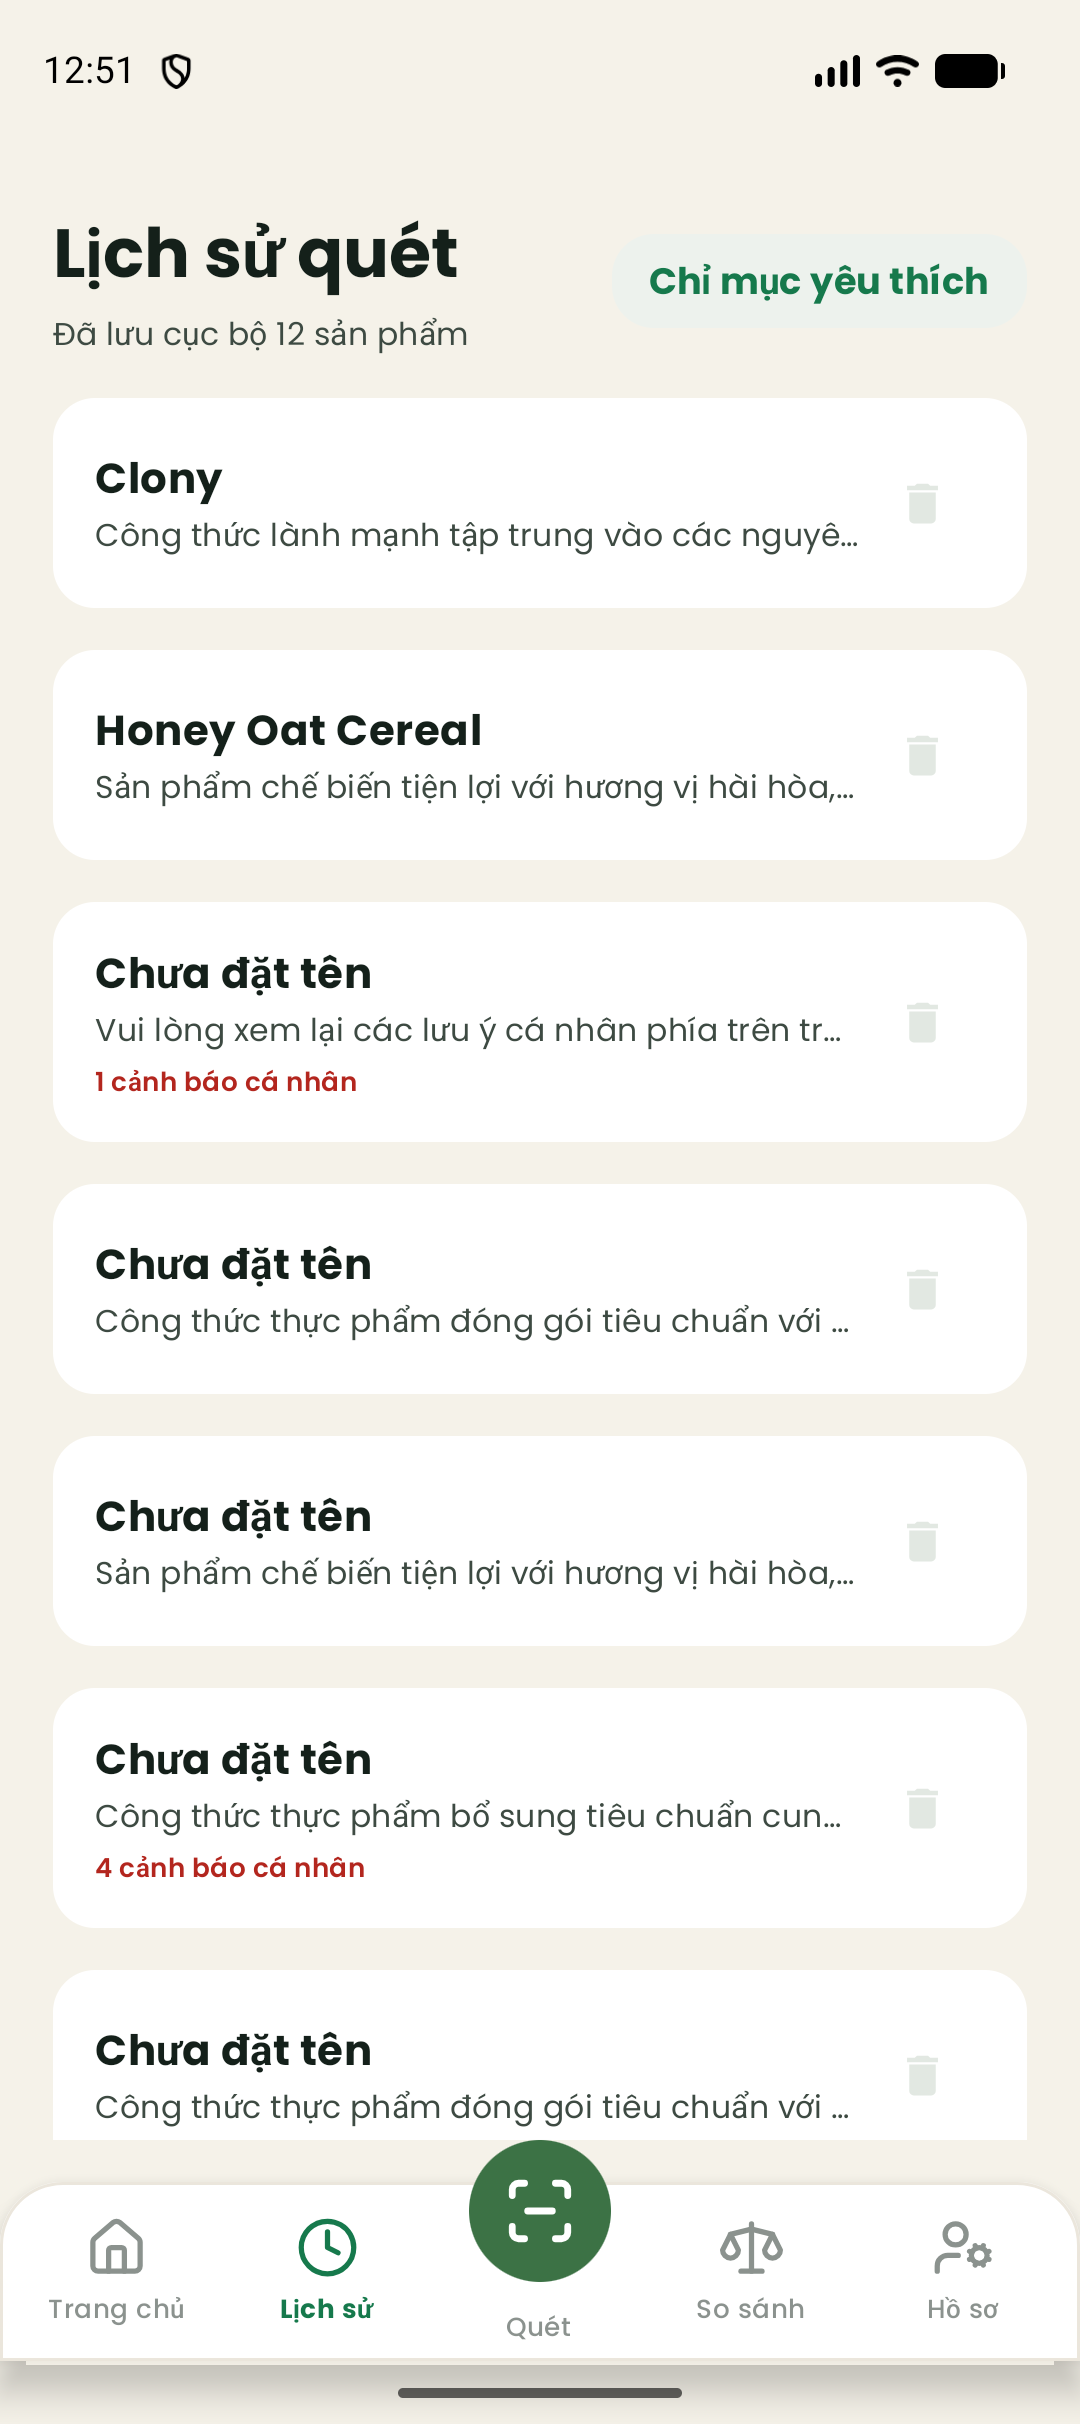 12:51
Lịch sử quét
Chỉ mục yêu thích
Đã lưu cục bộ 12 sản phẩm
Clony
Công thức lành mạnh tập trung vào các nguyê...
Honey Oat Cereal
Sản phẩm chế biến tiện lợi với hương vị hài hòa,...
Chưa đặt tên
Vui lòng xem lại các lưu ý cá nhân phía trên tr...
1 cảnh báo cá nhân
Chưa đặt tên
Công thức thực phẩm đóng gói tiêu chuẩn với ...
Chưa đặt tên
Sản phẩm chế biến tiện lợi với hương vị hài hòa,...
Chưa đặt tên
Công thức thực phẩm bổ sung tiêu chuẩn cun...
4 cảnh báo cá nhân
Chưa đặt tên
Công thức thực phẩm đóng gói tiêu chuẩn với ...
Trang chủ
Lịch sử
Quét
So sánh
Hồ sơ